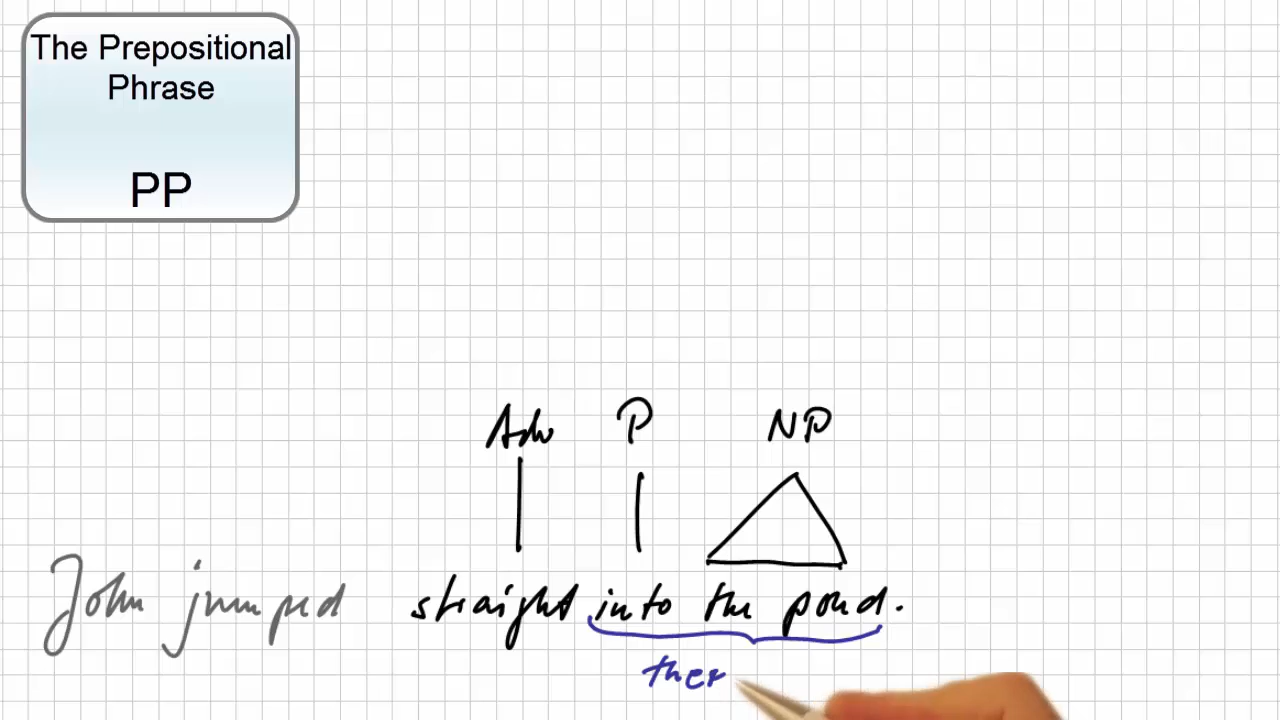 The Prepositional
Phrase
PP
Adv P NP
John jumped straight into the pond.
ther